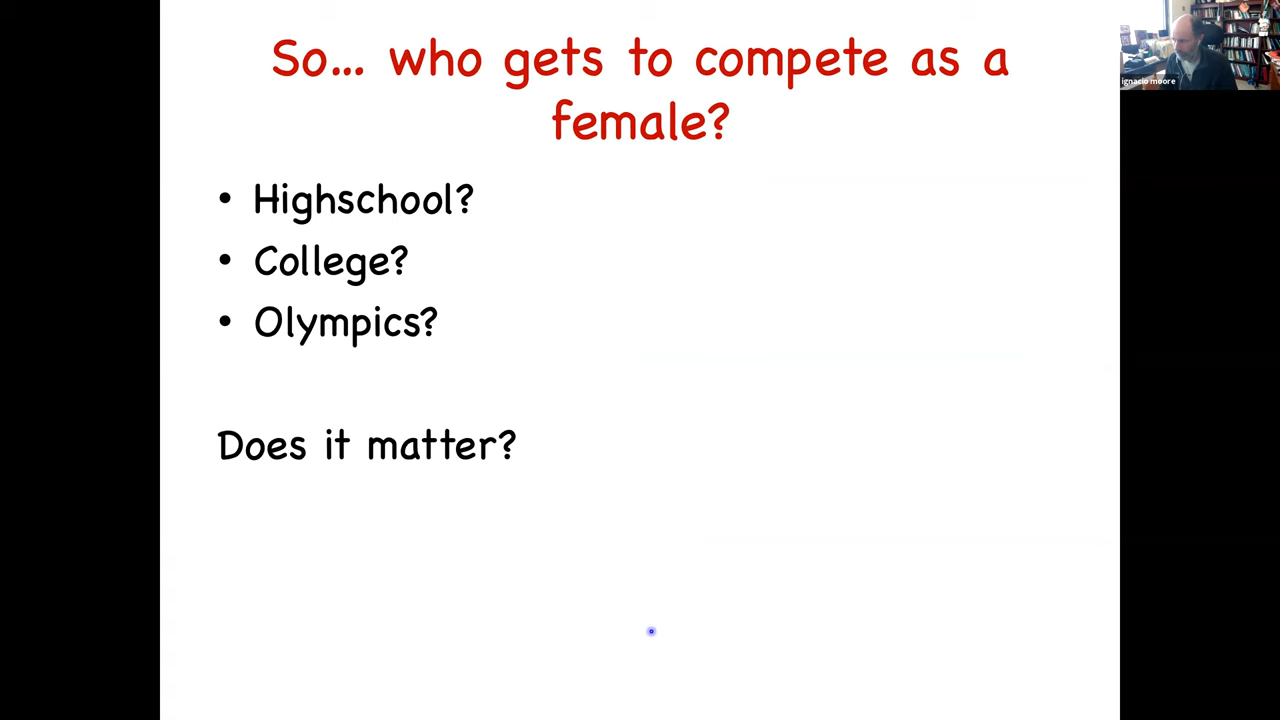 So... who gets to compete as a
female?
• Highschool?
• College?
• Olympics?
Does it matter?
ignacio moore